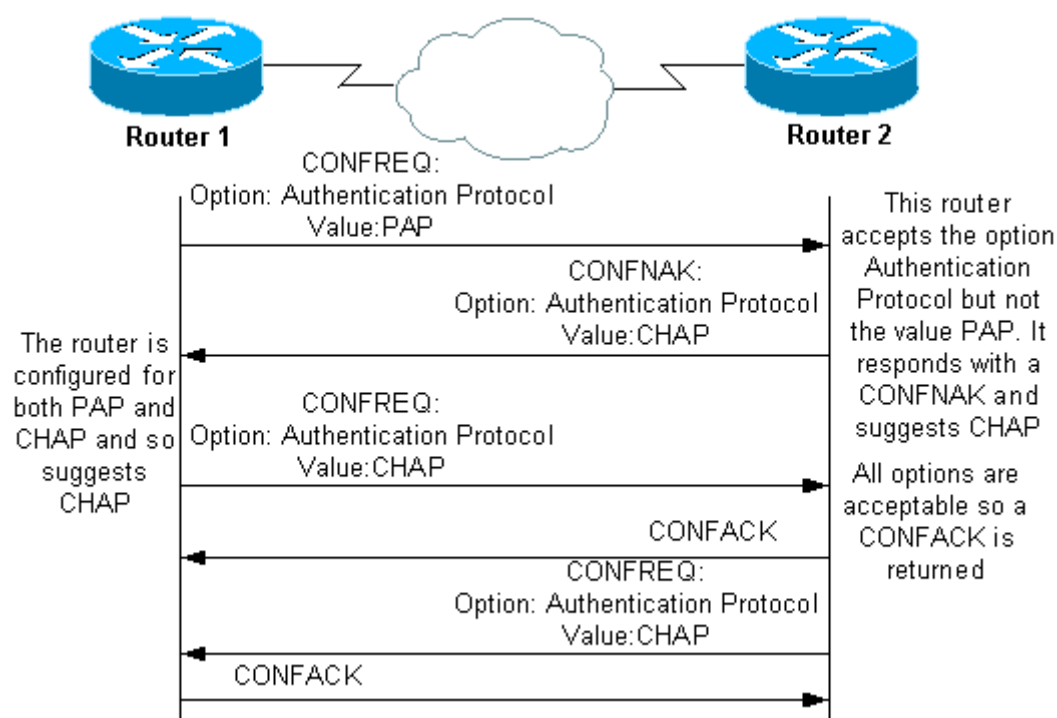 Router 1
Router 2
CONFREQ:
Option: Authentication Protocol
Value:PAP
This router
accepts the option
Authentication
Protocol but not
the value PAP. It
responds with a
CONFNAK and
suggests CHAP
CONFNAK:
Option: Authentication Protocol
Value:CHAP
The router is
configured for
both PAP and
CHAP and so
suggests
CHAP
CONFREQ:
Option: Authentication Protocol
Value:CHAP
All options are
acceptable so a
CONFACK is
returned
CONFACK
CONFREQ:
Option: Authentication Protocol
Value:CHAP
CONFACK